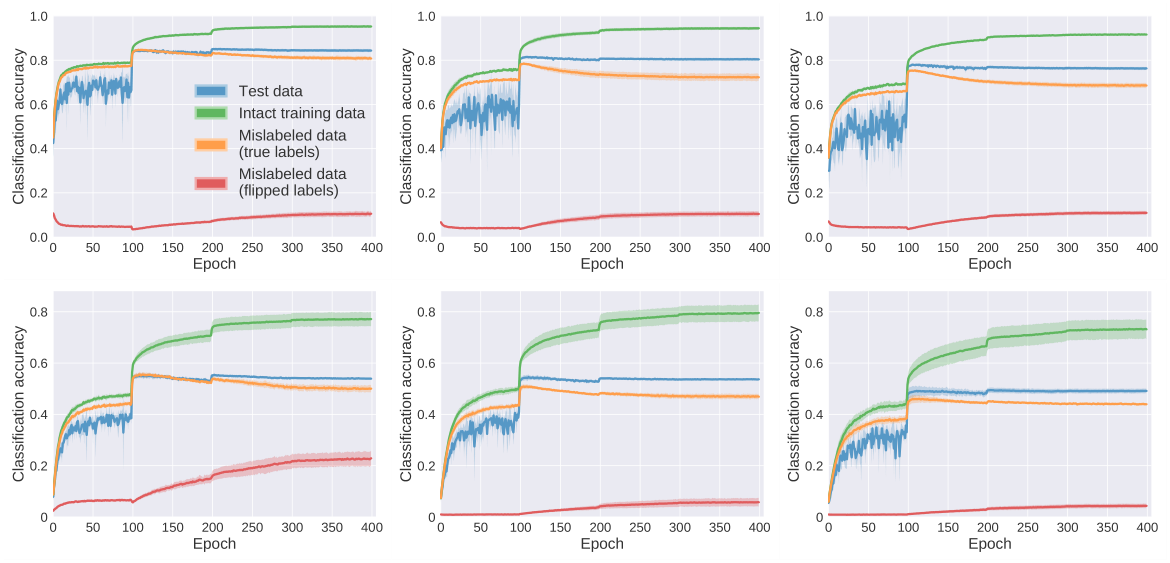 1.0
0.8
0.6
0.4
0.2
0.0
Classification accuracy
Test data
Intact training data
Mislabeled data
(true labels)
Mislabeled data
(flipped labels)
0 50 100 150 200 250 300 350 400
Epoch
1.0
0.8
0.6
0.4
0.2
0.0
Classification accuracy
0 50 100 150 200 250 300 350 400
Epoch
1.0
0.8
0.6
0.4
0.2
0.0
Classification accuracy
0 50 100 150 200 250 300 350 400
Epoch
0.8
0.6
0.4
0.2
0
Classification accuracy
0 50 100 150 200 250 300 350 400
Epoch
0.8
0.6
0.4
0.2
0
Classification accuracy
0 50 100 150 200 250 300 350 400
Epoch
0.8
0.6
0.4
0.2
0
Classification accuracy
0 50 100 150 200 250 300 350 400
Epoch